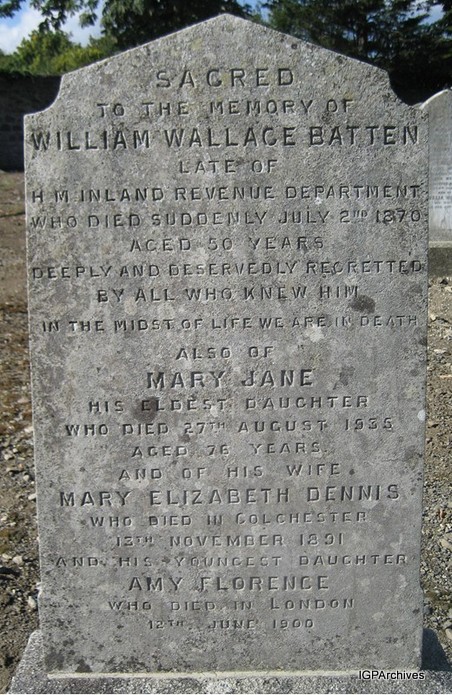 SACRED
TO THE MEMORY OF
WILLIAM WALLACE BATTEN
LATE OF
H.M. INLAND REVENUE DEPARTMENT
WHO DIED SUDDENLY JULY 2ND 1870
AGED 50 YEARS
DEEPLY AND DESERVEDLY REGRETTED
BY ALL WHO KNEW HIM
IN THE MIDST OF LIFE WE ARE IN DEATH
ALSO OF
MARY JANE
HIS ELDEST DAUGHTER
WHO DIED 27TH AUGUST 1935
AGED 76 YEARS.
AND OF HIS WIFE
MARY ELIZABETH DENNIS
WHO DIED IN COLCHESTER
13TH NOVEMBER 1891
AND HIS YOUNGEST DAUGHTER
AMY FLORENCE
WHO DIED IN LONDON
12TH JUNE 1900
IGPArchives